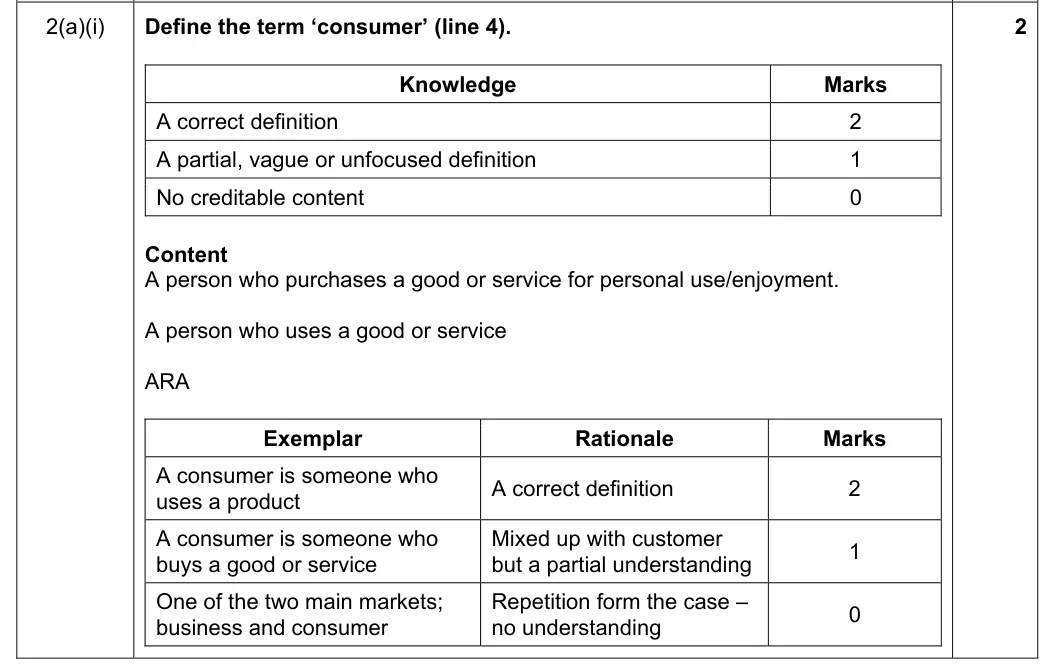 2(a)(i)
Define the term ‘consumer’ (line 4).
2
Knowledge
Marks
A correct definition
2
A partial, vague or unfocused definition
1
No creditable content
0
Content
A person who purchases a good or service for personal use/enjoyment.
A person who uses a good or service
ARA
Exemplar
Rationale
Marks
A consumer is someone who
uses a product
A correct definition
2
A consumer is someone who
buys a good or service
Mixed up with customer
but a partial understanding
1
One of the two main markets;
business and consumer
Repetition form the case –
no understanding
0